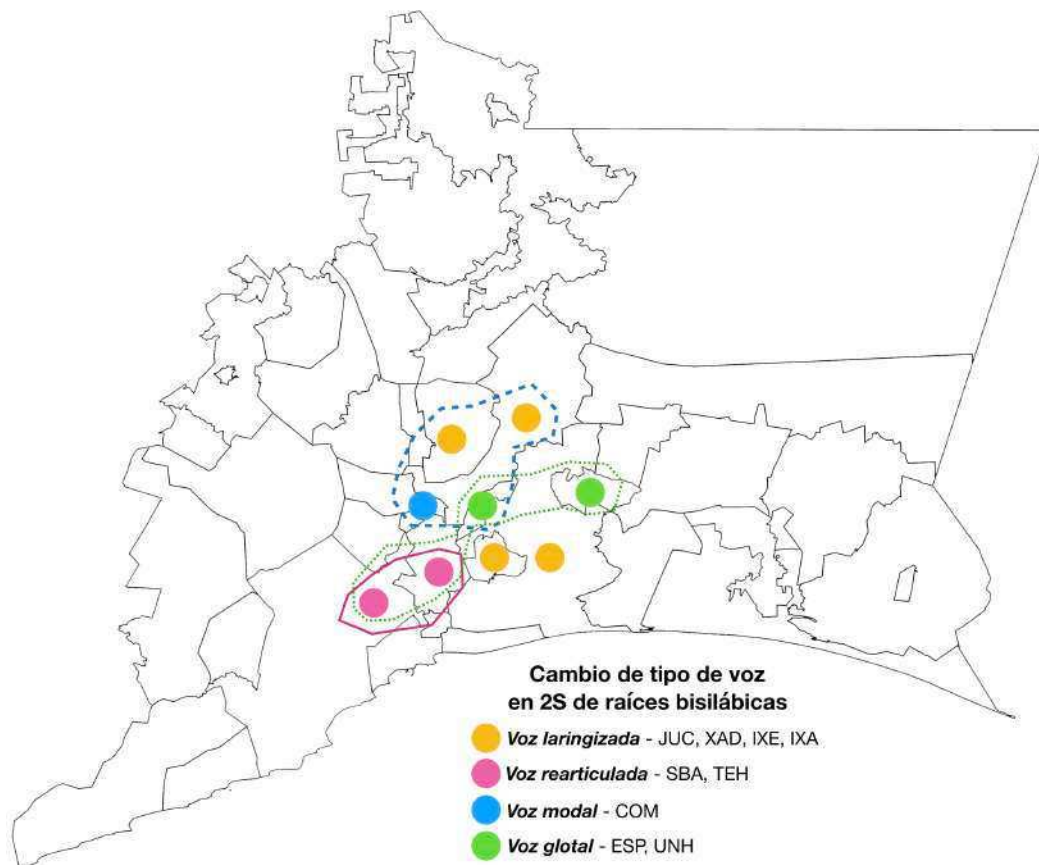 Cambio de tipo de voz
en 2S de raíces bisilábicas
Voz laringizada - JUC, XAD, IXE, IXA
Voz rearticulada - SBA, TEH
Voz modal - COM
Voz glotal - ESP, UNH